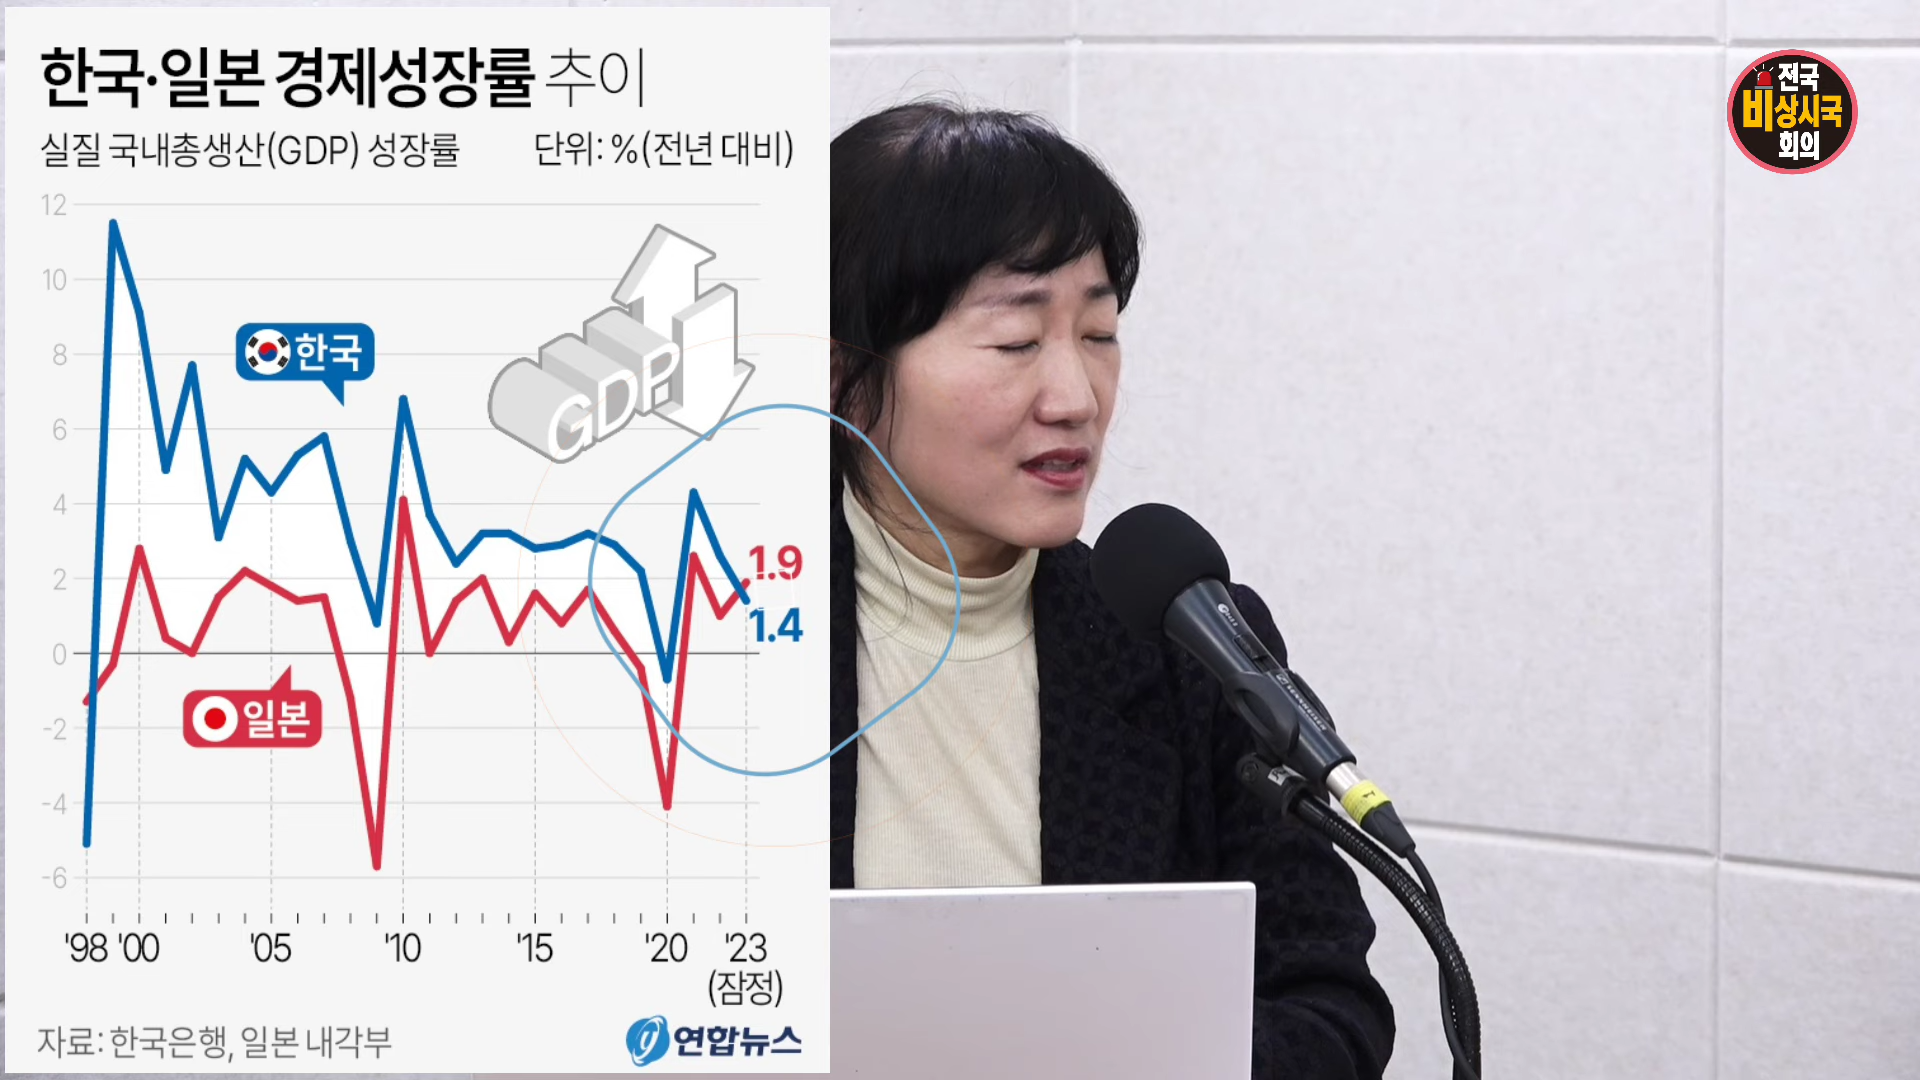 한국·일본 경제성장률 추이
실질 국내총생산(GDP) 성장률 단위: %(전년 대비)
12
10
8
6
4
2
0
-2
-4
-6
한국
GDP
일본
1.9
1.4
'98 '00 '05 '10 '15 '20 '23
(잠정)
자료: 한국은행, 일본 내각부
연합뉴스
전국
비상시국
회의
SENNHEISER